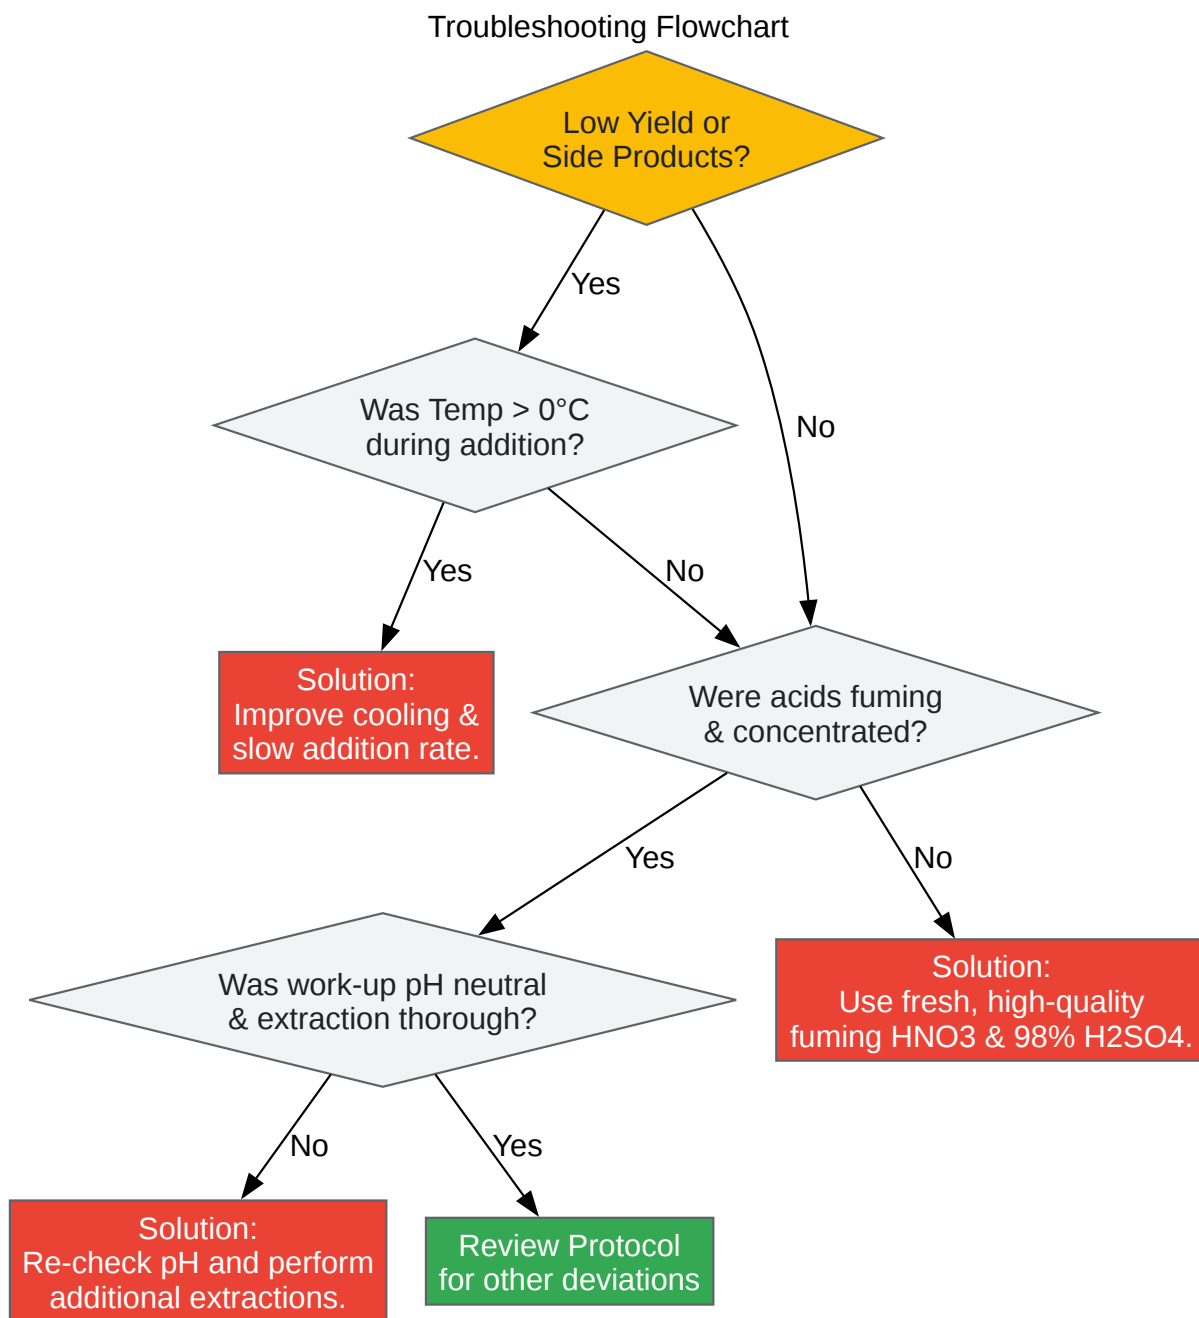 Troubleshooting Flowchart
Low Yield or
Side Products?
Yes
No
Was Temp > 0°C
during addition?
Yes
No
Solution:
Improve cooling &
slow addition rate.
Were acids fuming
& concentrated?
Yes
No
Was work-up pH neutral
& extraction thorough?
Solution:
Use fresh, high-quality
fuming HNO3 & 98% H2SO4.
No
Yes
Solution:
Re-check pH and perform
additional extractions.
Review Protocol
for other deviations